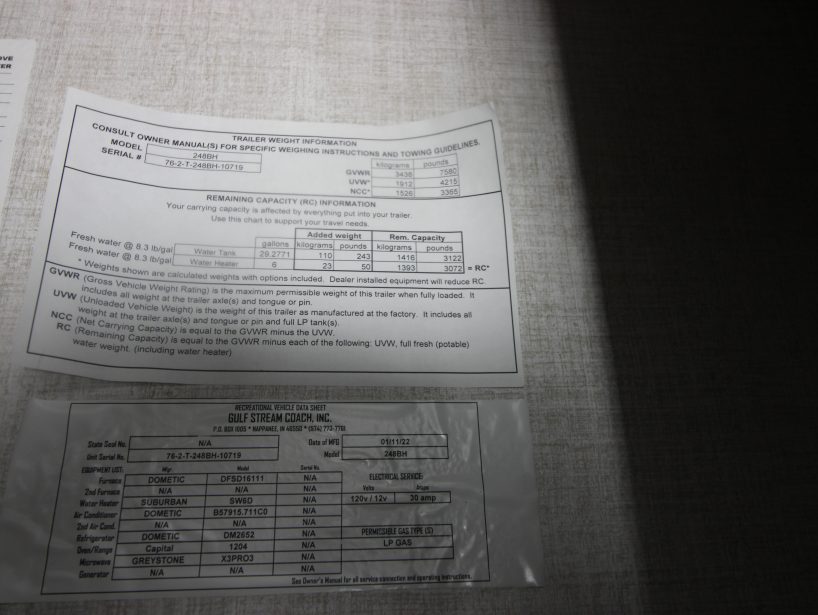 OVE
ER
TRAILER WEIGHT INFORMATION
CONSULT OWNER MANUAL(S) FOR SPECIFIC WEIGHING INSTRUCTIONS AND TOWING GUIDELINES.
MODEL 248BH
SERIAL # 76-2-T-248BH-10719
kilograms pounds
GVWR 3438 7580
UVW* 1912 4215
NCC* 1526 3365
REMAINING CAPACITY (RC) INFORMATION
Your carrying capacity is affected by everything put into your trailer.
Use this chart to support your travel needs.
Added weight Rem. Capacity
gallons kilograms pounds kilograms pounds
Fresh water @ 8.3 lb/gal Water Tank 29.2771 110 243 1416 3122
Fresh water @ 8.3 lb/gal Water Heater 6 23 50 1393 3072 = RC*
* Weights shown are calculated weights with options included. Dealer installed equipment will reduce RC.
GVWR (Gross Vehicle Weight Rating) is the maximum permissible weight of this trailer when fully loaded. It
includes all weight at the trailer axle(s) and tongue or pin.
UVW (Unloaded Vehicle Weight) is the weight of this trailer as manufactured at the factory. It includes all
weight at the trailer axle(s) and tongue or pin and full LP tank(s).
NCC (Net Carrying Capacity) is equal to the GVWR minus the UVW.
RC (Remaining Capacity) is equal to the GVWR minus each of the following: UVW, full fresh (potable)
water weight. (including water heater)
RECREATIONAL VEHICLE DATA SHEET
GULF STREAM COACH, INC.
P.O. BOX 1005 * NAPPANEE, IN 46550 * (574) 773-7761
State Seal No. N/A Date of MFG 01/11/22
Unit Serial No. 76-2-T-248BH-10719 Model 248BH
EQUIPMENT LIST: Mfgr. Model Serial No.
Furnace DOMETIC DFSD16111 N/A ELECTRICAL SERVICE:
2nd Furnace N/A N/A N/A Volts Amps
Water Heater SUBURBAN SW6D N/A 120v / 12v 30 amp
Air Conditioner DOMETIC B57915.711C0 N/A
2nd Air Cond. N/A N/A N/A
Refrigerator DOMETIC DM2652 N/A PERMISSIBLE GAS TYPE (S)
Oven/Range Capital 1204 N/A LP GAS
Microwave GREYSTONE X3PRO3 N/A
Generator N/A N/A N/A
See Owner's Manual for all service connection and operating instructions.